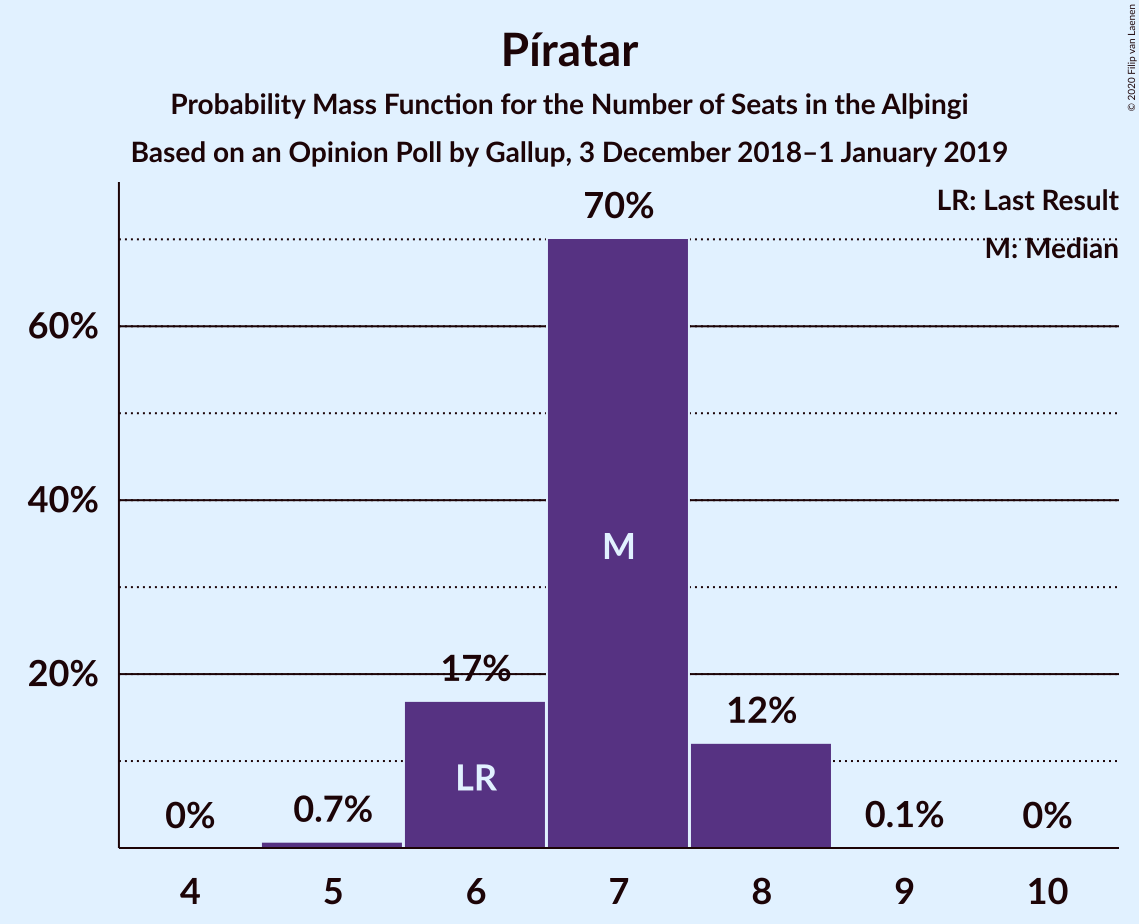 Píratar
Probability Mass Function for the Number of Seats in the Alþingi
Based on an Opinion Poll by Gallup, 3 December 2018–1 January 2019
© 2020 Filip van Laenen
LR: Last Result
M: Median
70%
60%
40%
20%
M
17%
LR
12%
0%
0.7%
0.1%
0%
4 5 6 7 8 9 10